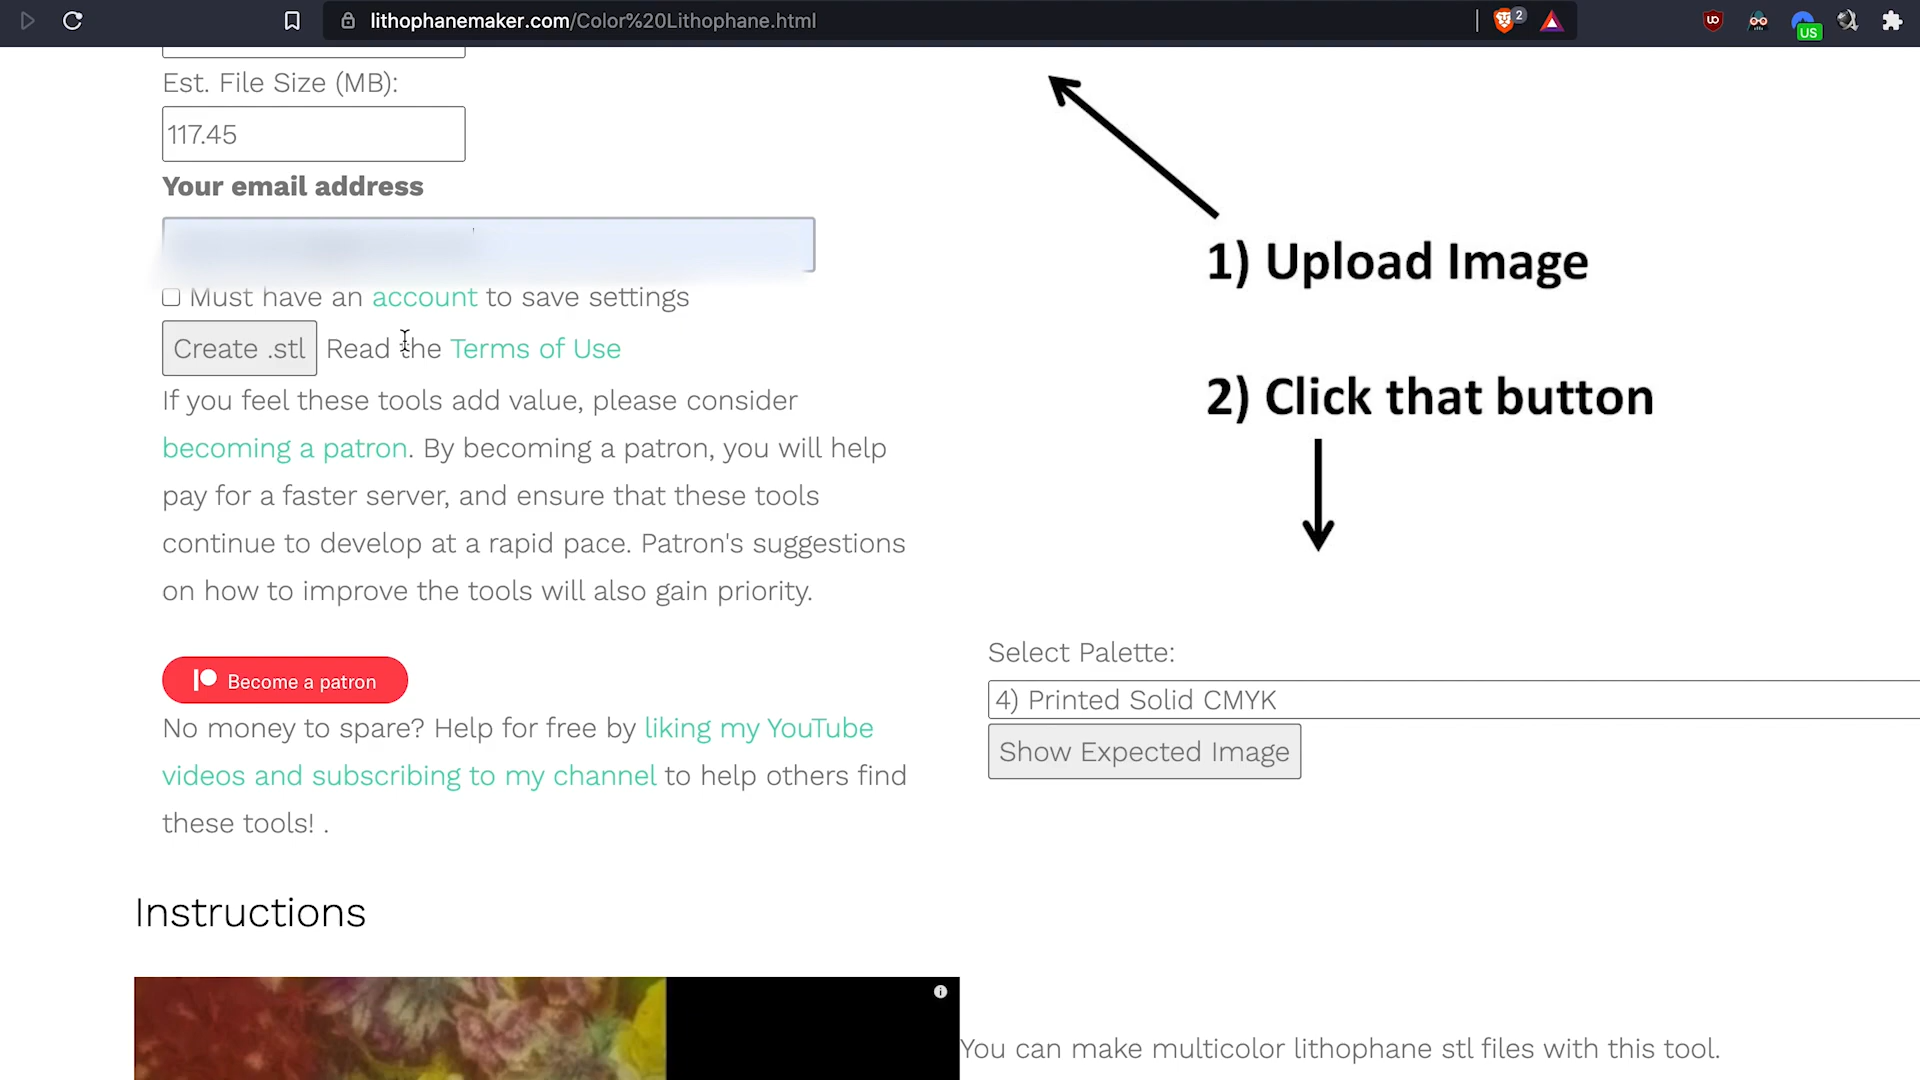 lithophanemaker.com/Color%20Lithophane.html
2
UO
US
Est. File Size (MB):
117.45
Your email address
Must have an account to save settings
Create .stl Read the Terms of Use
If you feel these tools add value, please consider
becoming a patron. By becoming a patron, you will help
pay for a faster server, and ensure that these tools
continue to develop at a rapid pace. Patron's suggestions
on how to improve the tools will also gain priority.
Become a patron
No money to spare? Help for free by liking my YouTube
videos and subscribing to my channel to help others find
these tools! .
Instructions
1) Upload Image
2) Click that button
Select Palette:
4) Printed Solid CMYK
Show Expected Image
You can make multicolor lithophane stl files with this tool.